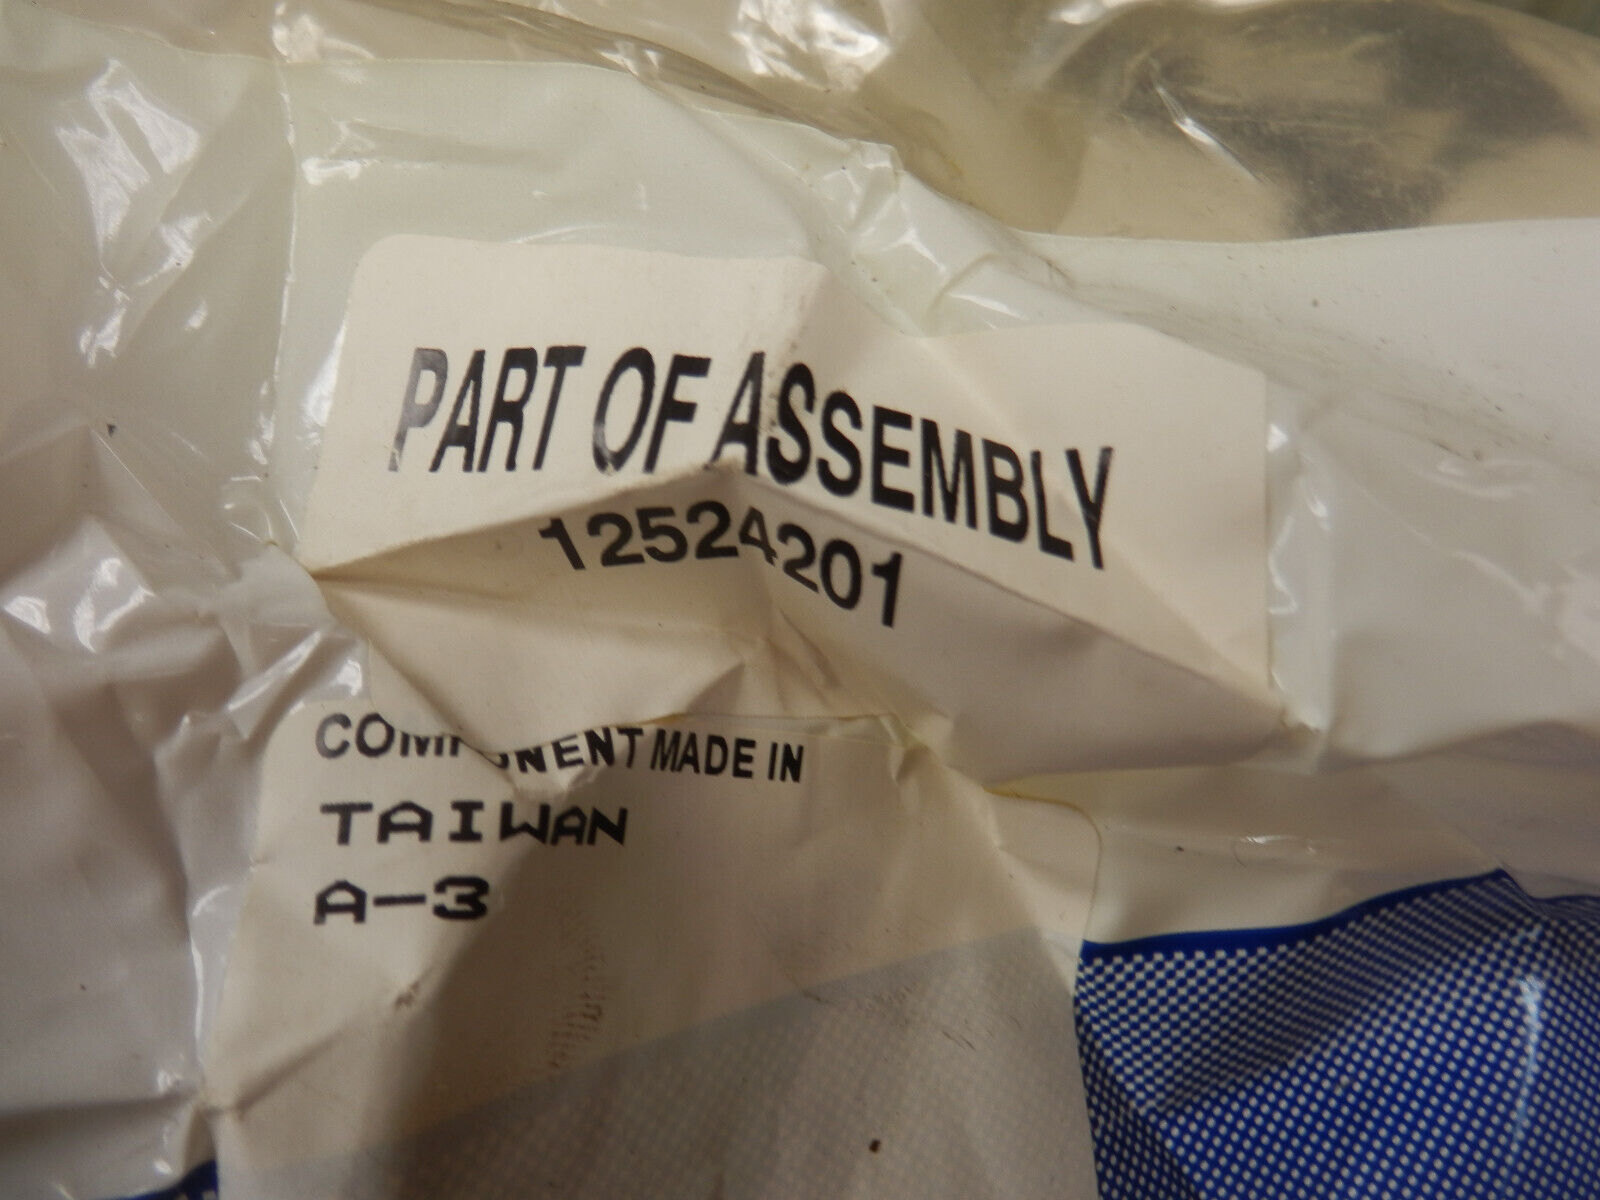 PART OF ASSEMBLY
12524201
COMPONENT MADE IN
TAIWAN
A-3